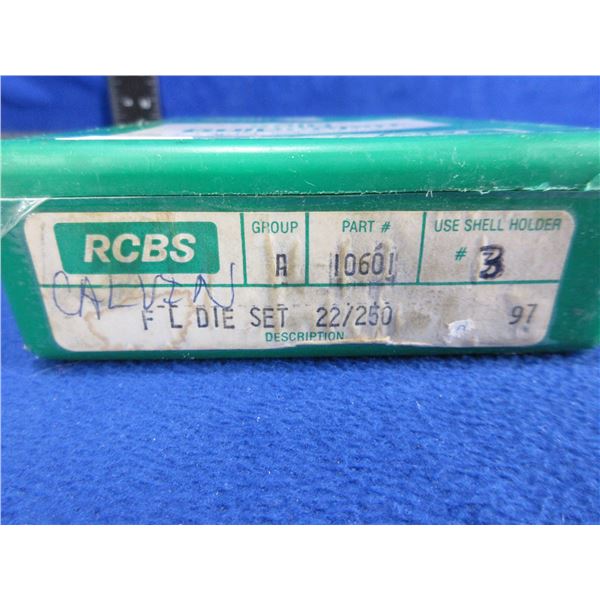 RCBS
GROUP
A
PART #
10601
USE SHELL HOLDER
# 3
CALVIN
F L DIE SET 22/250 97
DESCRIPTION